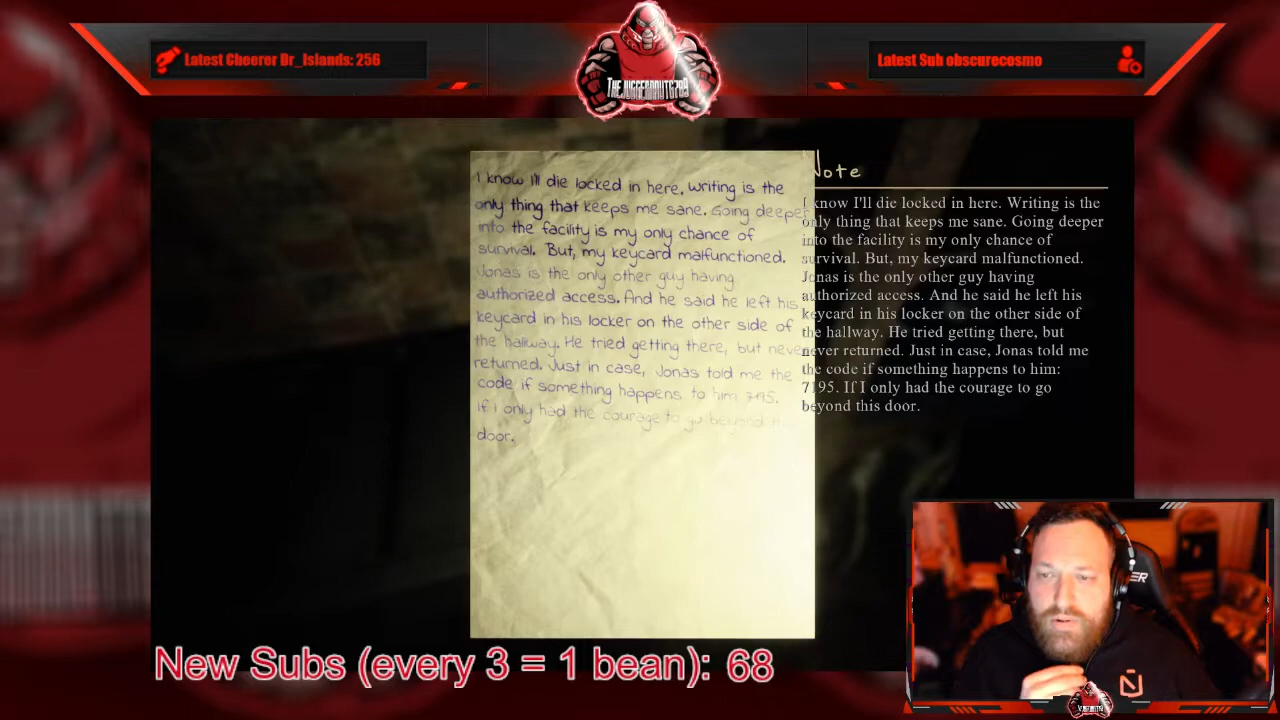 Latest Cheerer Dr_Islands: 256
THEJUGGERNAUT6789
Latest Sub obscurecosmo
I know I'll die locked in here. Writing is the
only thing that keeps me sane. Going deeper
into the facility is my only chance of
survival. But, my keycard malfunctioned.
Jonas is the only other guy having
authorized access. And he said he left his
keycard in his locker on the other side of
the hallway. He tried getting there, but never
returned. Just in case, Jonas told me the
code if something happens to him 7195.
If I only had the courage to go beyond
door.
Note
I know I'll die locked in here. Writing is the
only thing that keeps me sane. Going deeper
into the facility is my only chance of
survival. But, my keycard malfunctioned.
Jonas is the only other guy having
authorized access. And he said he left his
keycard in his locker on the other side of
the hallway. He tried getting there, but
never returned. Just in case, Jonas told me
the code if something happens to him:
7195. If I only had the courage to go
beyond this door.
New Subs (every 3 = 1 bean): 68